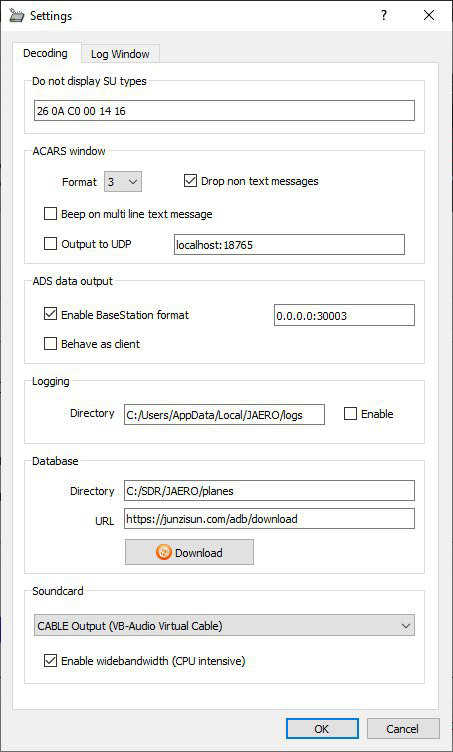 Settings
?
Decoding
Log Window
Do not display SU types
26 0A C0 00 14 16
ACARS window
Format 3
Drop non text messages
Beep on multi line text message
Output to UDP localhost:18765
ADS data output
Enable BaseStation format 0.0.0.0:30003
Behave as client
Logging
Directory C:/Users/AppData/Local/JAERO/logs Enable
Database
Directory C:/SDR/JAERO/planes
URL https://junzisun.com/adb/download
Download
Soundcard
CABLE Output (VB-Audio Virtual Cable)
Enable widebandwidth (CPU intensive)
OK
Cancel